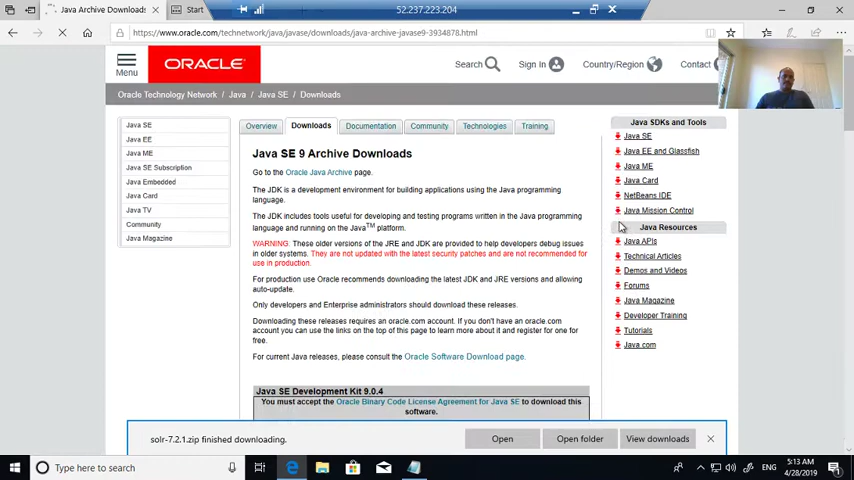 Java Archive Downloads
Start
52.237.223.204
https://www.oracle.com/technetwork/java/javase/downloads/java-archive-javase9-3934878.html
Menu
ORACLE
Search
Sign In
Country/Region
Contact
Oracle Technology Network / Java / Java SE / Downloads
Java SE
Java EE
Java ME
Java SE Subscription
Java Embedded
Java Card
Java TV
Community
Java Magazine
Overview
Downloads
Documentation
Community
Technologies
Training
Java SE 9 Archive Downloads
Go to the Oracle Java Archive page.
The JDK is a development environment for building applications using the Java programming
language.
The JDK includes tools useful for developing and testing programs written in the Java programming
language and running on the Java™ platform.
WARNING: These older versions of the JRE and JDK are provided to help developers debug issues
in older systems. They are not updated with the latest security patches and are not recommended for
use in production.
For production use Oracle recommends downloading the latest JDK and JRE versions and allowing
auto-update.
Only developers and Enterprise administrators should download these releases.
Downloading these releases requires an oracle.com account. If you don't have an oracle.com
account you can use the links on the top of this page to learn more about it and register for one for
free.
For current Java releases, please consult the Oracle Software Download page.
Java SE Development Kit 9.0.4
You must accept the Oracle Binary Code License Agreement for Java SE to download this
software.
Java SDKs and Tools
Java SE
Java EE and Glassfish
Java ME
Java Card
NetBeans IDE
Java Mission Control
Java Resources
Java APIs
Technical Articles
Demos and Videos
Forums
Java Magazine
Developer Training
Tutorials
Java.com
solr-7.2.1.zip finished downloading.
Open
Open folder
View downloads
Type here to search
ENG
5:13 AM
4/28/2019